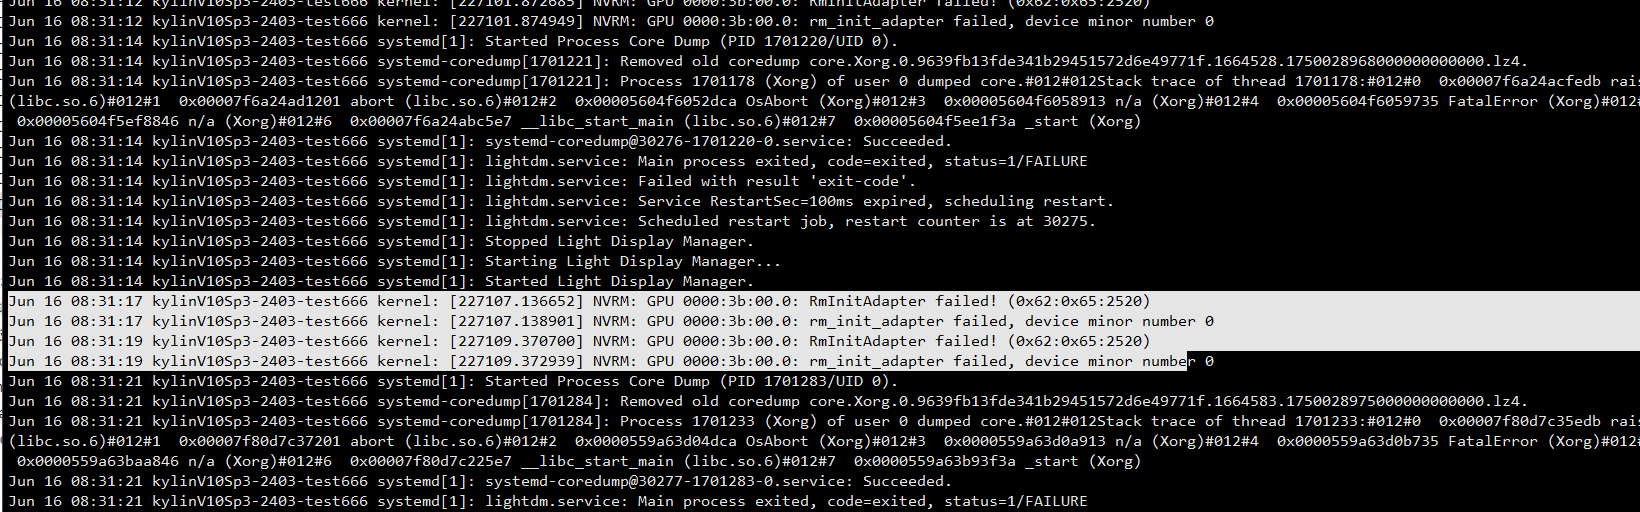 Jun 16 08:31:12 kylinV10Sp3-2403-test666 kernel: [227101.872685] NVRM: GPU 0000:3b:00.0: RmInitAdapter failed! (0x62:0x65:2520)
Jun 16 08:31:12 kylinV10Sp3-2403-test666 kernel: [227101.874949] NVRM: GPU 0000:3b:00.0: rm_init_adapter failed, device minor number 0
Jun 16 08:31:14 kylinV10Sp3-2403-test666 systemd[1]: Started Process Core Dump (PID 1701220/UID 0).
Jun 16 08:31:14 kylinV10Sp3-2403-test666 systemd-coredump[1701221]: Removed old coredump core.Xorg.0.9639fb13fde341b29451572d6e49771f.1664528.1750028968000000000000.lz4.
Jun 16 08:31:14 kylinV10Sp3-2403-test666 systemd-coredump[1701221]: Process 1701178 (Xorg) of user 0 dumped core.#012#012Stack trace of thread 1701178:#012#0  0x00007f6a24acfedb rais
(libc.so.6)#012#1  0x00007f6a24ad1201 abort (libc.so.6)#012#2  0x00005604f6052dca OsAbort (Xorg)#012#3  0x00005604f6058913 n/a (Xorg)#012#4  0x00005604f6059735 FatalError (Xorg)#012#
0x00005604f5ef8846 n/a (Xorg)#012#6  0x00007f6a24abc5e7 __libc_start_main (libc.so.6)#012#7  0x00005604f5ee1f3a _start (Xorg)
Jun 16 08:31:14 kylinV10Sp3-2403-test666 systemd[1]: systemd-coredump@30276-1701220-0.service: Succeeded.
Jun 16 08:31:14 kylinV10Sp3-2403-test666 systemd[1]: lightdm.service: Main process exited, code=exited, status=1/FAILURE
Jun 16 08:31:14 kylinV10Sp3-2403-test666 systemd[1]: lightdm.service: Failed with result 'exit-code'.
Jun 16 08:31:14 kylinV10Sp3-2403-test666 systemd[1]: lightdm.service: Service RestartSec=100ms expired, scheduling restart.
Jun 16 08:31:14 kylinV10Sp3-2403-test666 systemd[1]: lightdm.service: Scheduled restart job, restart counter is at 30275.
Jun 16 08:31:14 kylinV10Sp3-2403-test666 systemd[1]: Stopped Light Display Manager.
Jun 16 08:31:14 kylinV10Sp3-2403-test666 systemd[1]: Starting Light Display Manager...
Jun 16 08:31:14 kylinV10Sp3-2403-test666 systemd[1]: Started Light Display Manager.
Jun 16 08:31:17 kylinV10Sp3-2403-test666 kernel: [227107.136652] NVRM: GPU 0000:3b:00.0: RmInitAdapter failed! (0x62:0x65:2520)
Jun 16 08:31:17 kylinV10Sp3-2403-test666 kernel: [227107.138901] NVRM: GPU 0000:3b:00.0: rm_init_adapter failed, device minor number 0
Jun 16 08:31:19 kylinV10Sp3-2403-test666 kernel: [227109.370700] NVRM: GPU 0000:3b:00.0: RmInitAdapter failed! (0x62:0x65:2520)
Jun 16 08:31:19 kylinV10Sp3-2403-test666 kernel: [227109.372939] NVRM: GPU 0000:3b:00.0: rm_init_adapter failed, device minor number 0
Jun 16 08:31:21 kylinV10Sp3-2403-test666 systemd[1]: Started Process Core Dump (PID 1701283/UID 0).
Jun 16 08:31:21 kylinV10Sp3-2403-test666 systemd-coredump[1701284]: Removed old coredump core.Xorg.0.9639fb13fde341b29451572d6e49771f.1664583.1750028975000000000000.lz4.
Jun 16 08:31:21 kylinV10Sp3-2403-test666 systemd-coredump[1701284]: Process 1701233 (Xorg) of user 0 dumped core.#012#012Stack trace of thread 1701233:#012#0  0x00007f80d7c35edb rais
(libc.so.6)#012#1  0x00007f80d7c37201 abort (libc.so.6)#012#2  0x0000559a63d04dca OsAbort (Xorg)#012#3  0x0000559a63d0a913 n/a (Xorg)#012#4  0x0000559a63d0b735 FatalError (Xorg)#012#
0x0000559a63baa846 n/a (Xorg)#012#6  0x00007f80d7c225e7 __libc_start_main (libc.so.6)#012#7  0x0000559a63b93f3a _start (Xorg)
Jun 16 08:31:21 kylinV10Sp3-2403-test666 systemd[1]: systemd-coredump@30277-1701283-0.service: Succeeded.
Jun 16 08:31:21 kylinV10Sp3-2403-test666 systemd[1]: lightdm.service: Main process exited, code=exited, status=1/FAILURE